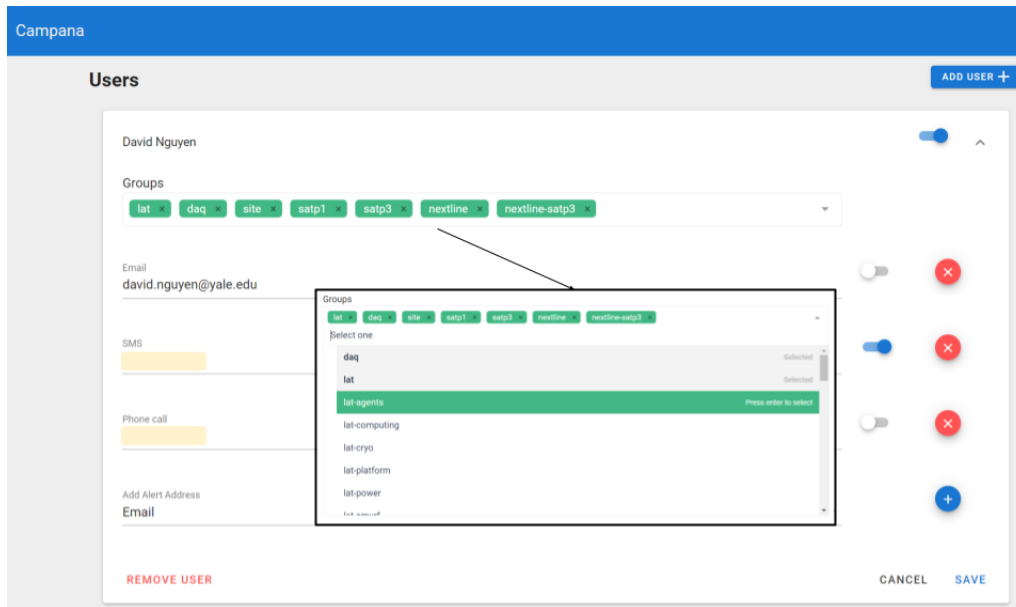 Campana
Users
ADD USER +
David Nguyen
Groups
lat × daq × site × satp1 × satp3 × nextline × nextline-satp3 ×
Email
david.nguyen@yale.edu
Groups
lat × daq × site × satp1 × satp3 × nextline × nextline-satp3 ×
Select one
daq Selected
lat Selected
lat-agents Press enter to select
lat-computing
lat-cryo
lat-platform
lat-power
SMS
Phone call
Add Alert Address
Email
REMOVE USER
CANCEL SAVE